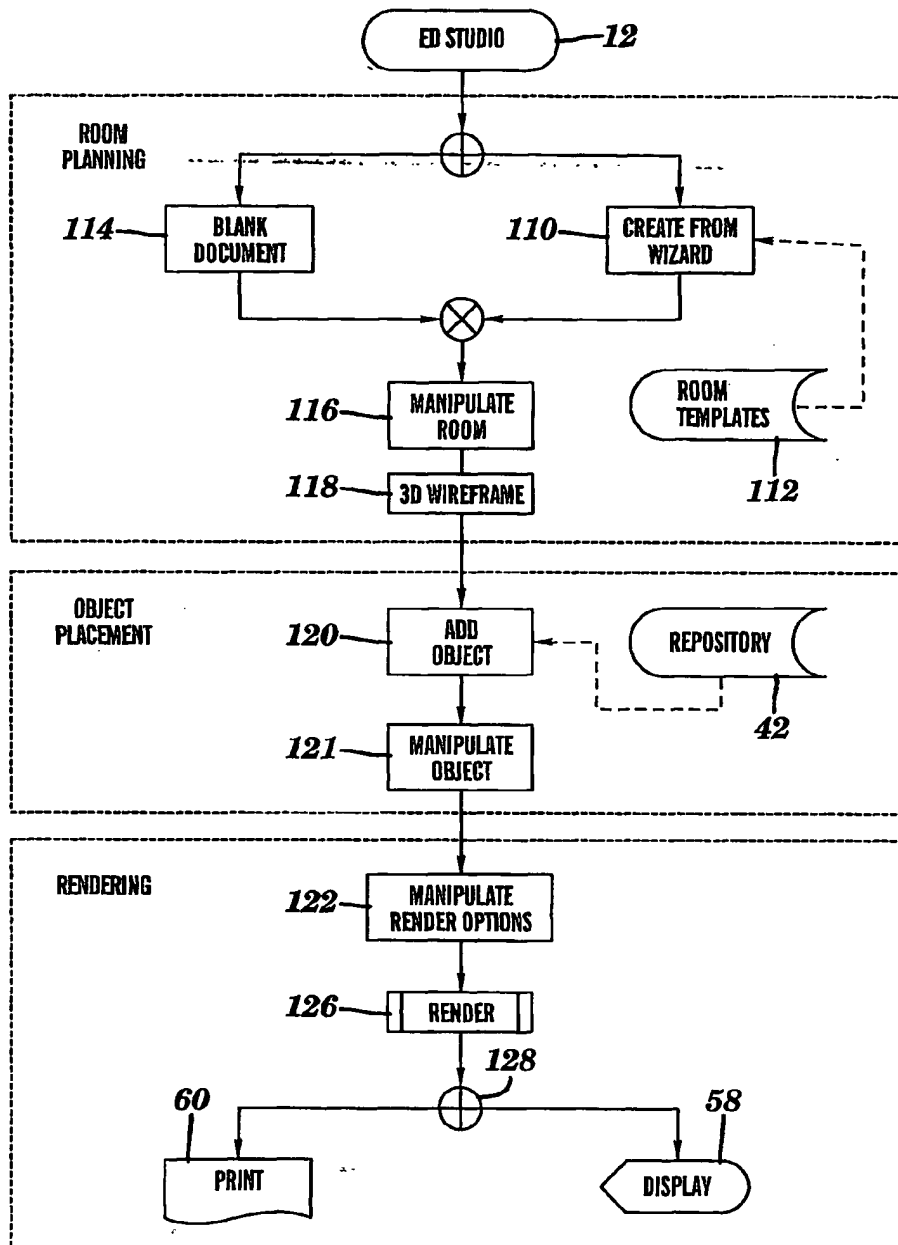 ED STUDIO
12
ROOM
PLANNING
114
BLANK
DOCUMENT
110
CREATE FROM
WIZARD
116
MANIPULATE
ROOM
ROOM
TEMPLATES
112
118
3D WIREFRAME
OBJECT
PLACEMENT
120
ADD
OBJECT
REPOSITORY
42
121
MANIPULATE
OBJECT
RENDERING
122
MANIPULATE
RENDER OPTIONS
126
RENDER
128
60
PRINT
58
DISPLAY